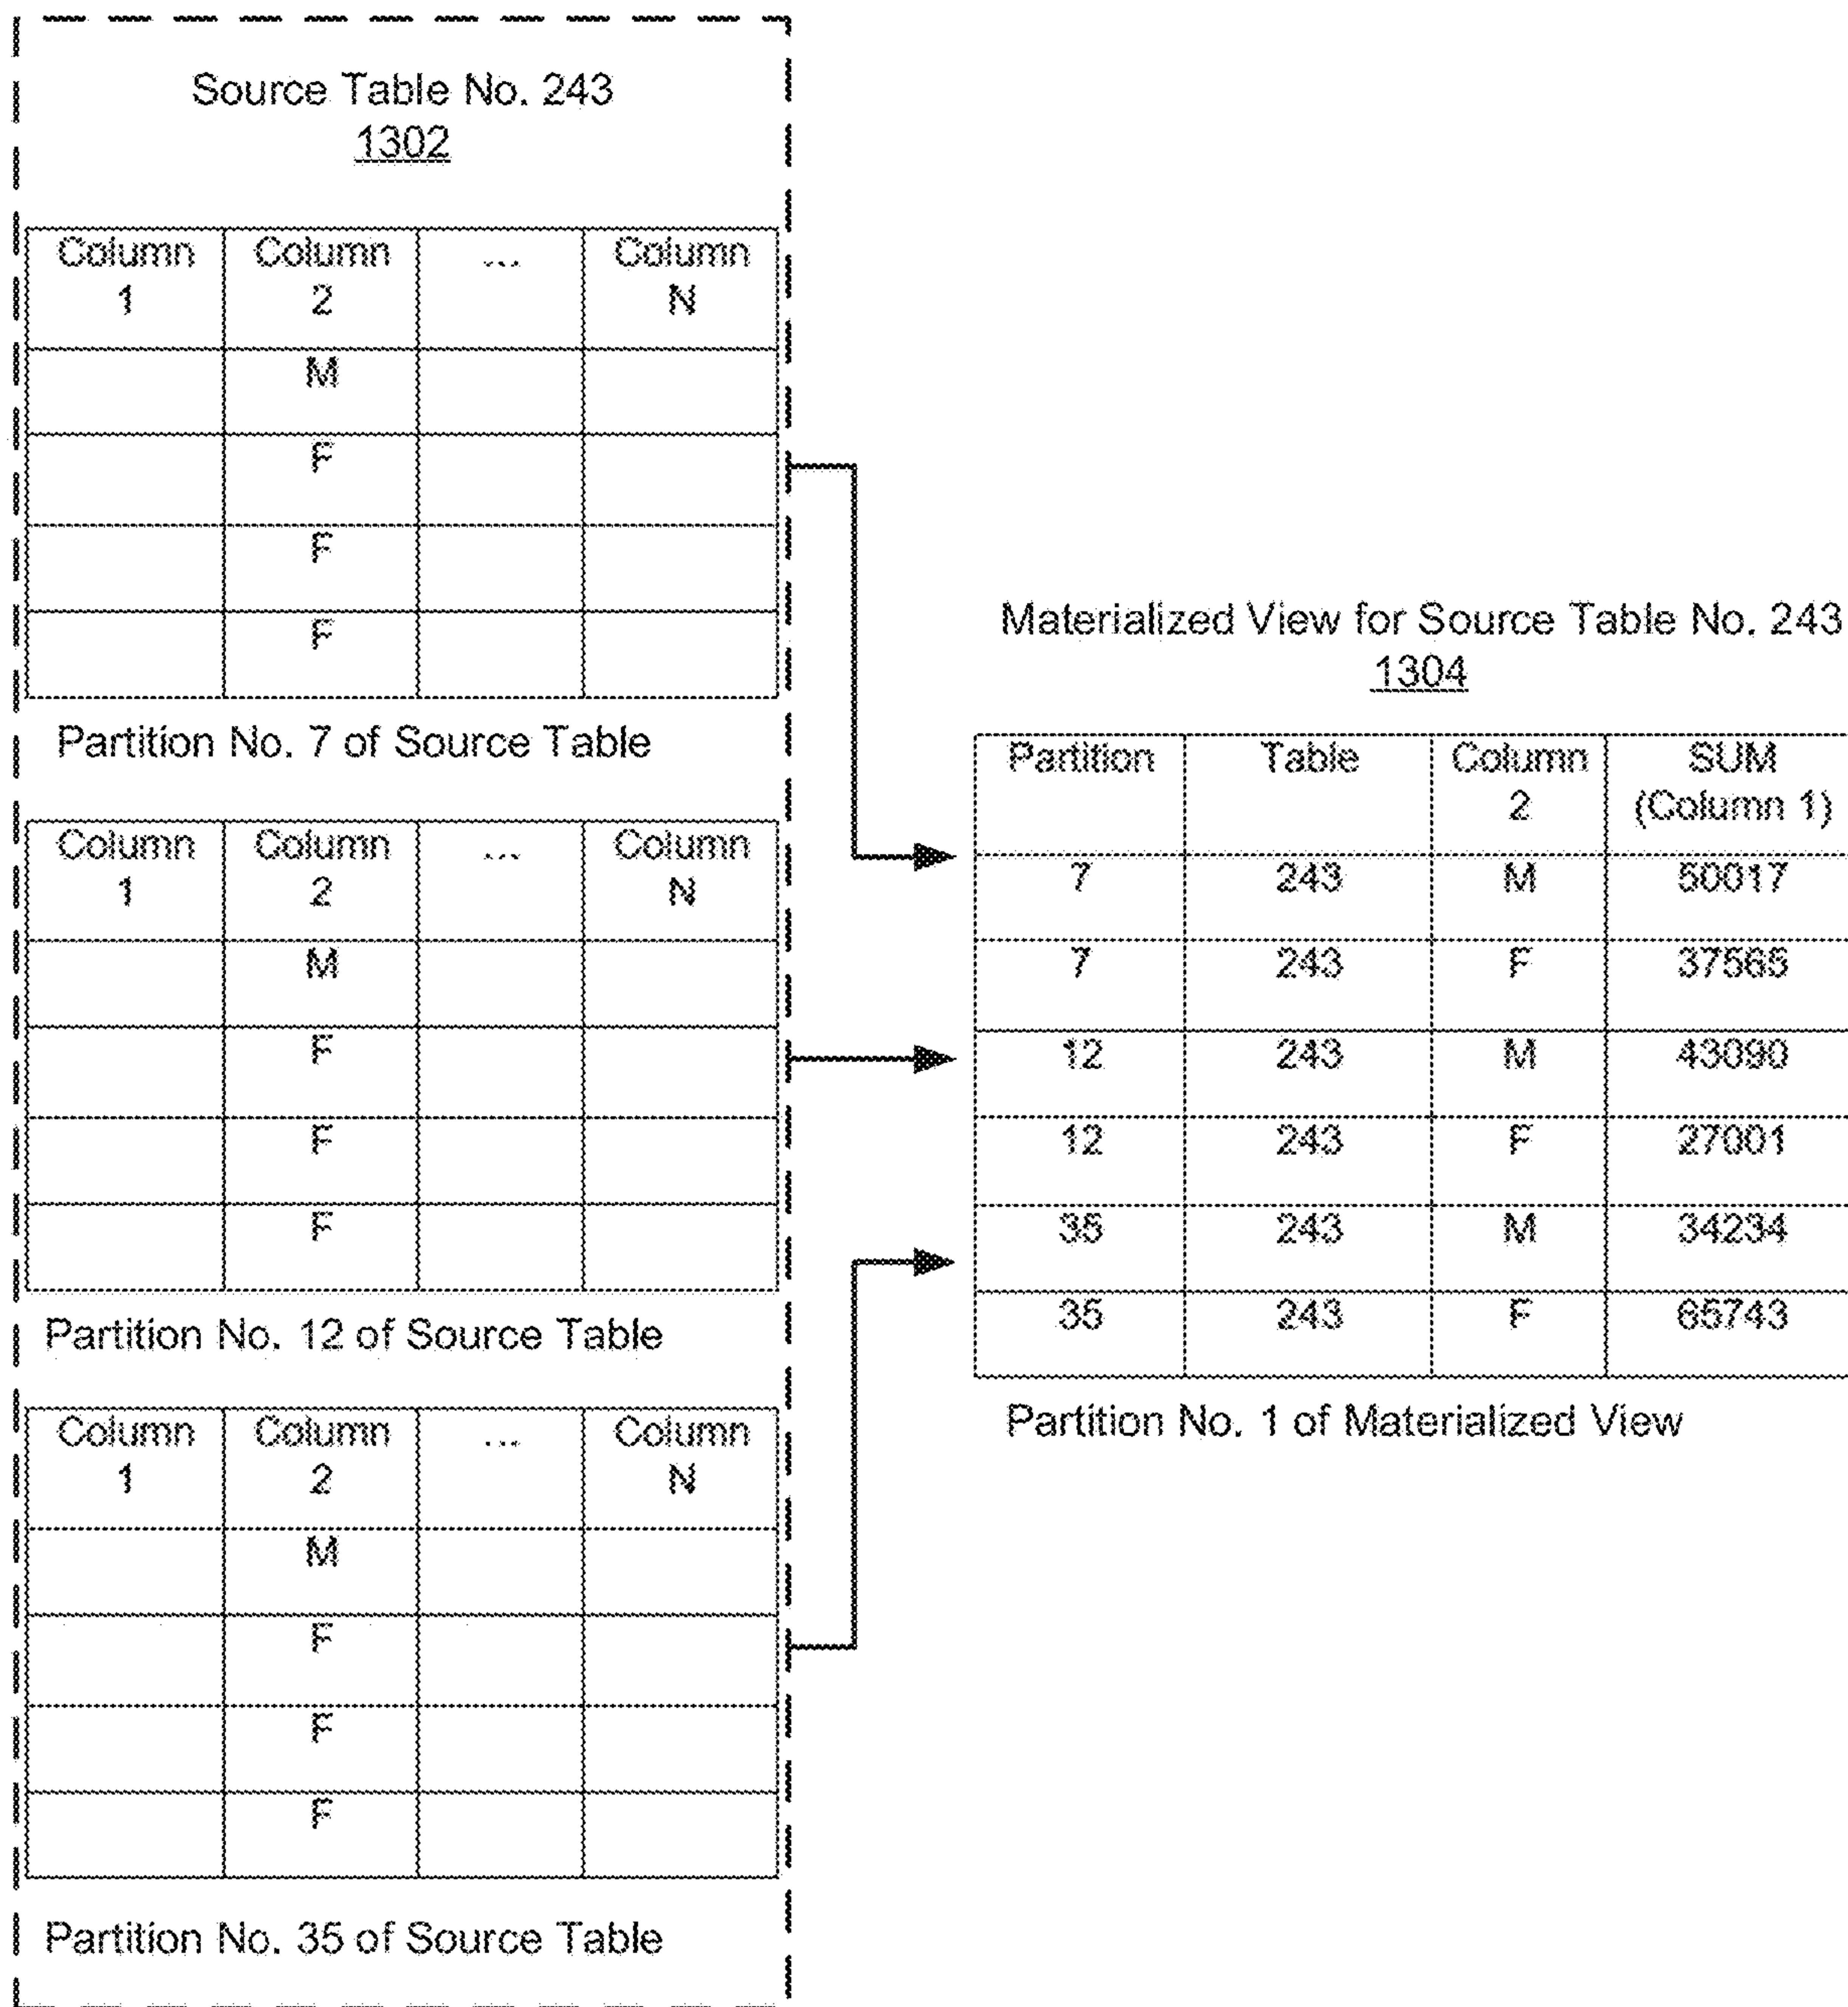 Source Table No. 243
1302
Column 1 Column 2 ... Column N
M
F
F
F
Partition No. 7 of Source Table
Column 1 Column 2 ... Column N
M
F
F
F
Partition No. 12 of Source Table
Column 1 Column 2 ... Column N
M
F
F
F
Partition No. 35 of Source Table
Materialized View for Source Table No. 243
1304
Partition Table Column 2 SUM (Column 1)
7 243 M 50017
7 243 F 37565
12 243 M 43090
12 243 F 27001
35 243 M 34234
35 243 F 65743
Partition No. 1 of Materialized View